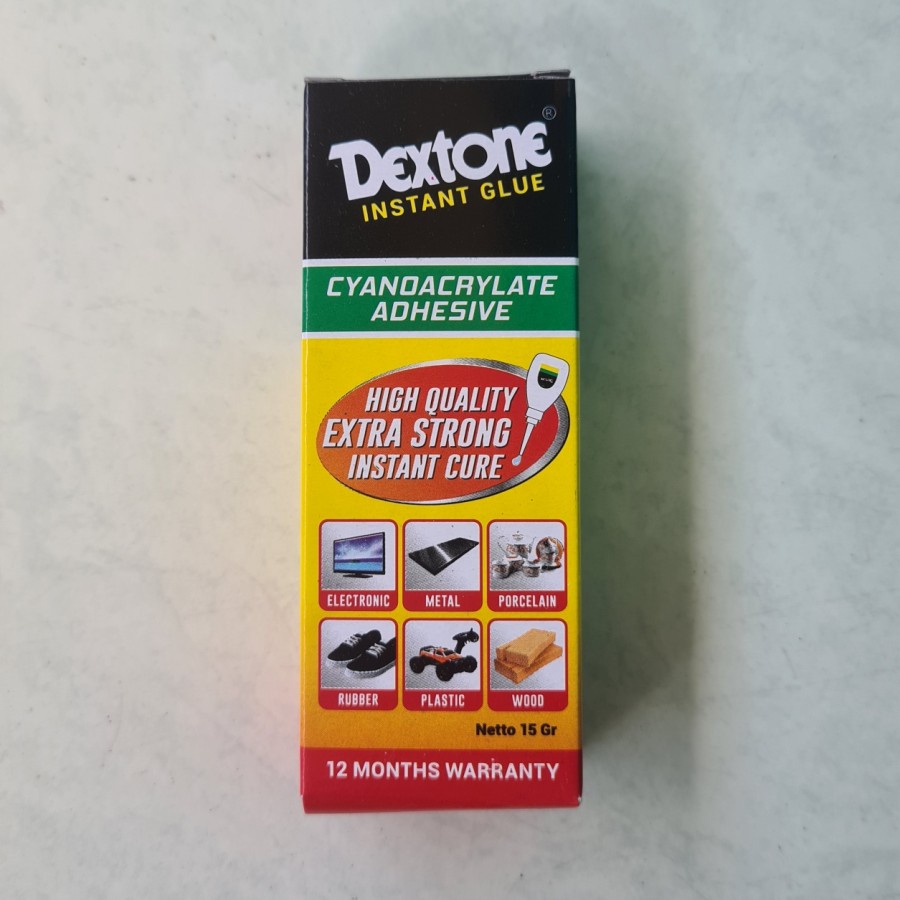 Dextone®
INSTANT GLUE
CYANOACRYLATE
ADHESIVE
HIGH QUALITY
EXTRA STRONG
INSTANT CURE
ELECTRONIC
METAL
PORCELAIN
RUBBER
PLASTIC
WOOD
Netto 15 Gr
12 MONTHS WARRANTY